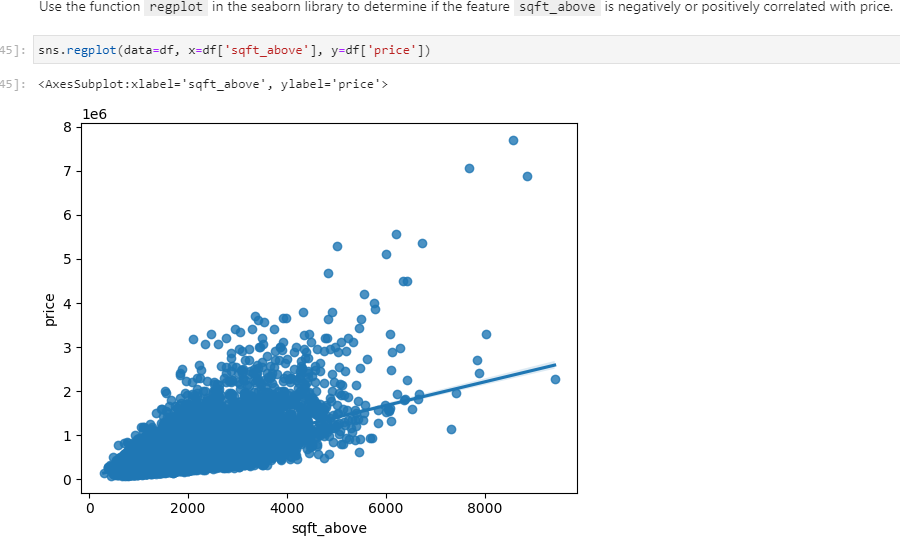 Use the function regplot in the seaborn library to determine if the feature sqft_above is negatively or positively correlated with price.
45]: sns.regplot(data=df, x=df['sqft_above'], y=df['price'])
45]: <AxesSubplot:xlabel='sqft_above', ylabel='price'>
1e6
8
7
6
5
4
3
2
1
0
price
0 2000 4000 6000 8000
sqft_above